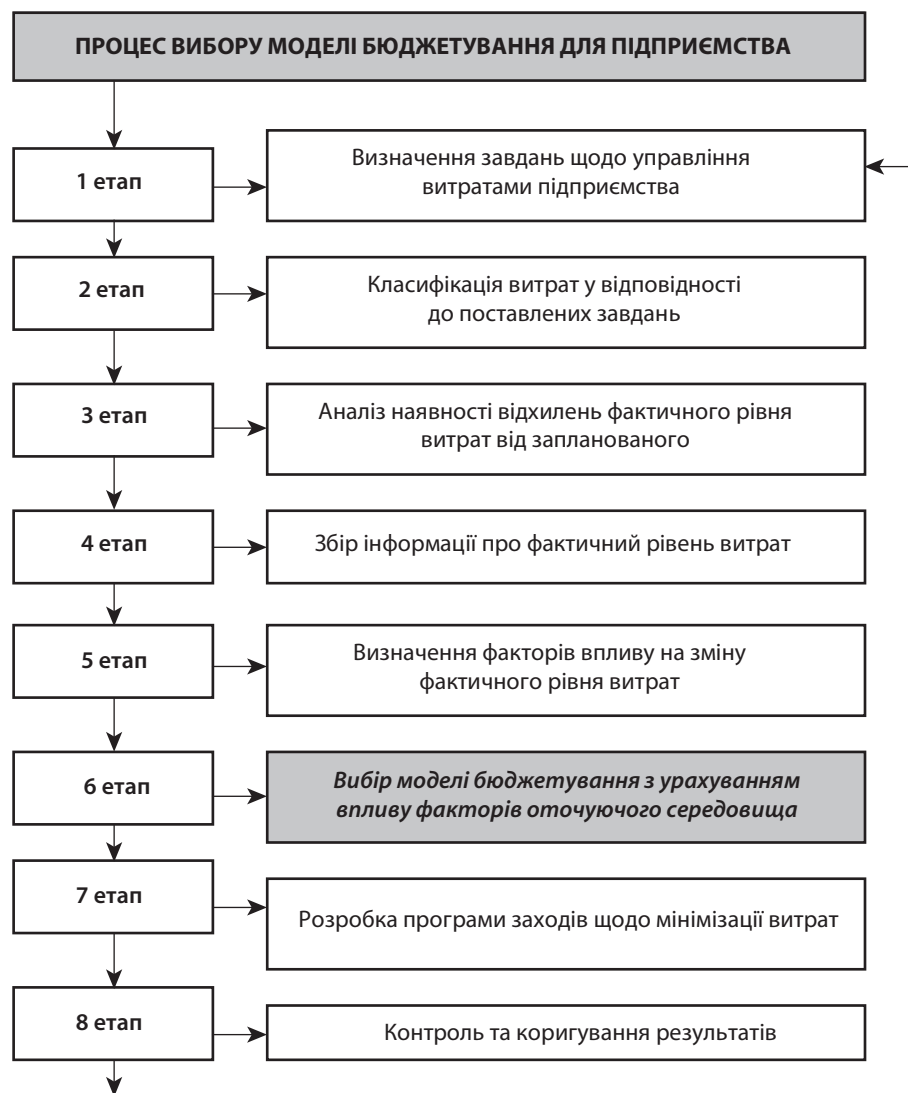 ПРОЦЕС ВИБОРУ МОДЕЛІ БЮДЖЕТУВАННЯ ДЛЯ ПІДПРИЄМСТВА
1 етап
Визначення завдань щодо управління
витратами підприємства
2 етап
Класифікація витрат у відповідності
до поставлених завдань
3 етап
Аналіз наявності відхилень фактичного рівня
витрат від запланованого
4 етап
Збір інформації про фактичний рівень витрат
5 етап
Визначення факторів впливу на зміну
фактичного рівня витрат
6 етап
Вибір моделі бюджетування з урахуванням
впливу факторів оточуючого середовища
7 етап
Розробка програми заходів щодо мінімізації витрат
8 етап
Контроль та коригування результатів